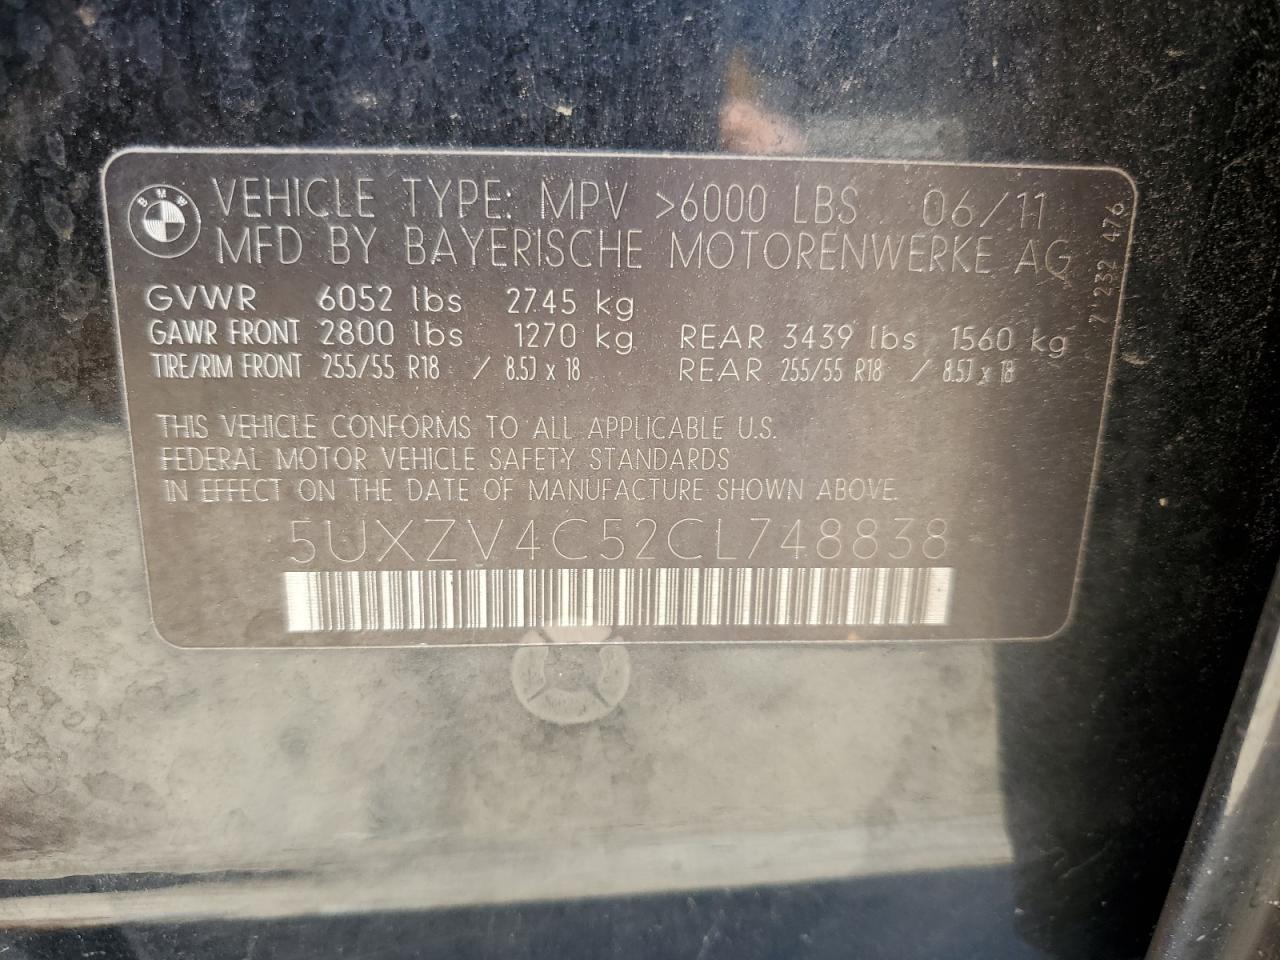 BMW
VEHICLE TYPE: MPV >6000 LBS 06/11
MFD BY BAYERISCHE MOTORENWERKE AG
GVWR 6052 lbs 2745 kg
GAWR FRONT 2800 lbs 1270 kg REAR 3439 lbs 1560 kg
TIRE/RIM FRONT 255/55 R18 / 8.5J x 18 REAR 255/55 R18 / 8.5J x 18
7 232 476
THIS VEHICLE CONFORMS TO ALL APPLICABLE U.S.
FEDERAL MOTOR VEHICLE SAFETY STANDARDS
IN EFFECT ON THE DATE OF MANUFACTURE SHOWN ABOVE.
5UXZV4C52CL748838